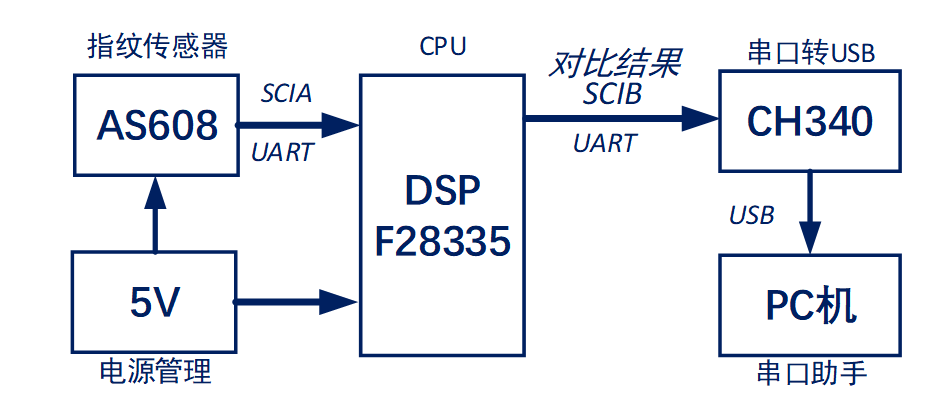 指纹传感器
AS608
SCIA
UART
5V
电源管理
CPU
DSP
F28335
对比结果
SCIB
UART
串口转USB
CH340
USB
PC机
串口助手